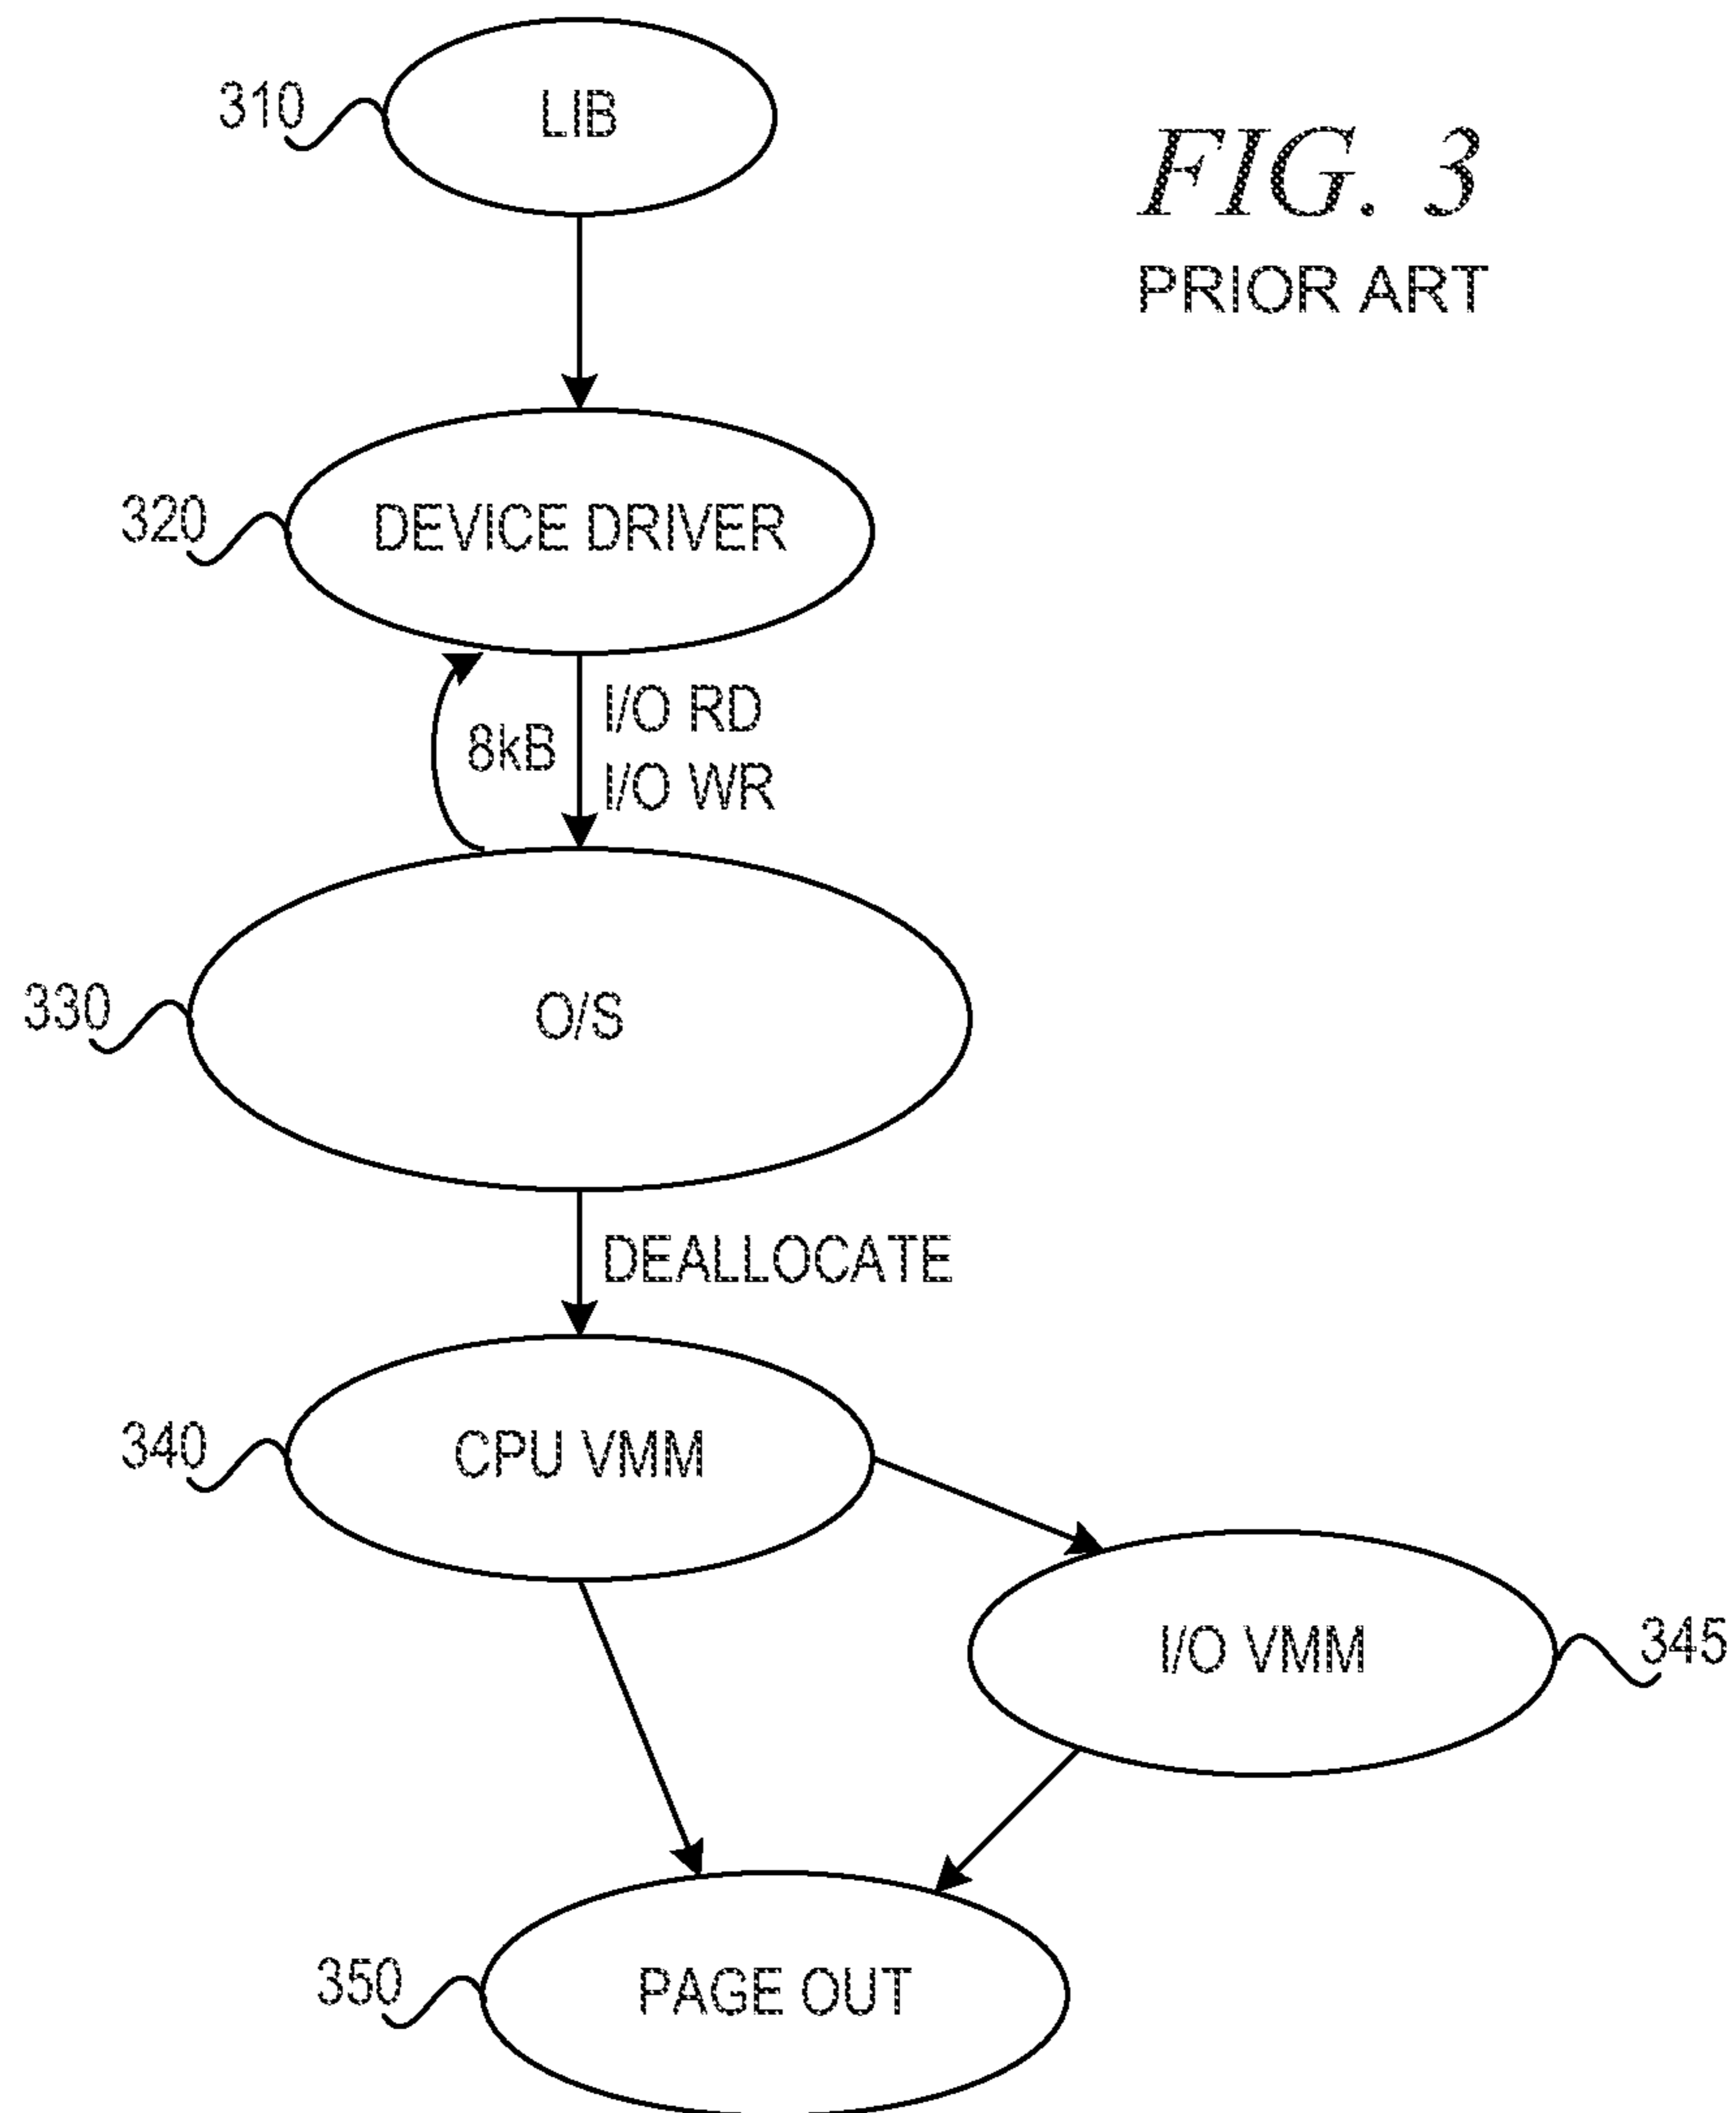 310
LIB
FIG. 3
PRIOR ART
320
DEVICE DRIVER
8kB
I/O RD
I/O WR
330
O/S
DEALLOCATE
340
CPU VMM
I/O VMM
345
350
PAGE OUT